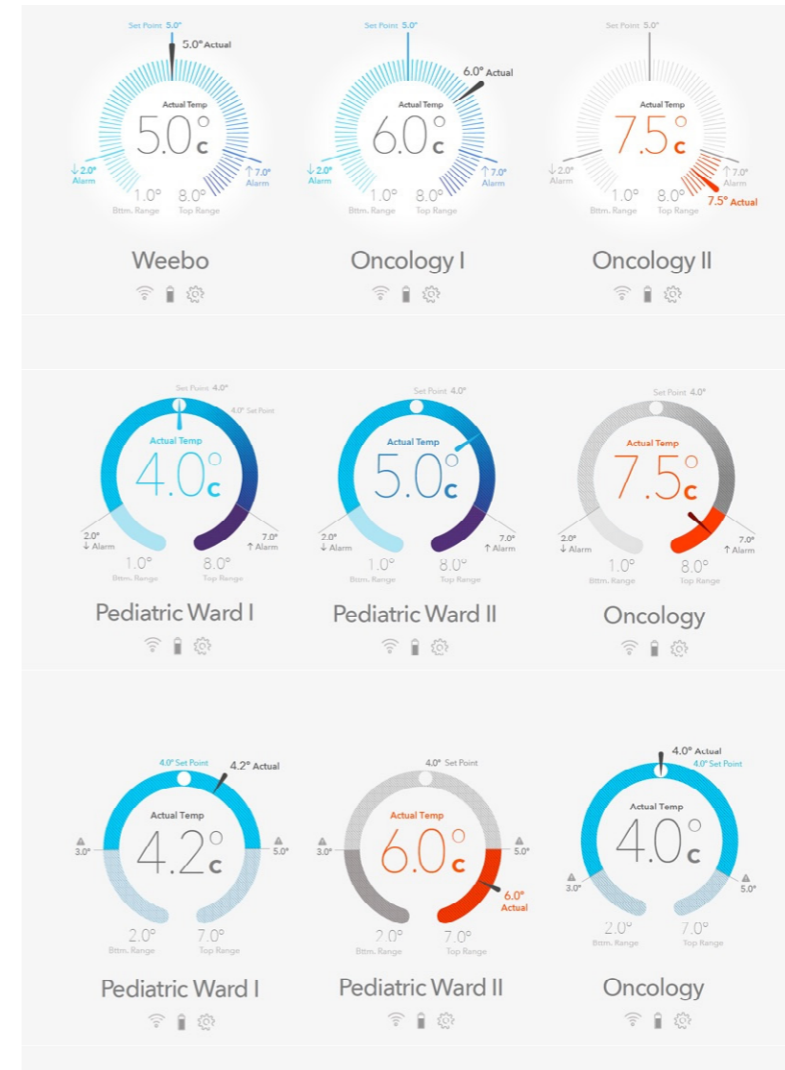 Set Point 5.0°
5.0° Actual
Actual Temp
5.0° c
↓ 2.0°
Alarm
↑ 7.0°
Alarm
1.0° 8.0°
Bttm. Range Top Range
Weebo
Set Point 5.0°
6.0° Actual
Actual Temp
6.0° c
↓ 2.0°
Alarm
↑ 7.0°
Alarm
1.0° 8.0°
Bttm. Range Top Range
Oncology I
Set Point 5.0°
Actual Temp
7.5° c
↓ 2.0°
Alarm
↑ 7.0°
Alarm
7.5° Actual
1.0° 8.0°
Bttm. Range Top Range
Oncology II
Set Point 4.0°
4.0° Set Point
Actual Temp
4.0° c
2.0°
↓ Alarm
7.0°
↑ Alarm
1.0° 8.0°
Bttm. Range Top Range
Pediatric Ward I
Set Point 4.0°
Actual Temp
5.0° c
2.0°
↓ Alarm
7.0°
↑ Alarm
1.0° 8.0°
Bttm. Range Top Range
Pediatric Ward II
Set Point 4.0°
Actual Temp
7.5° c
2.0°
↓ Alarm
7.0°
↑ Alarm
1.0° 8.0°
Bttm. Range Top Range
Oncology
4.0° Set Point
4.2° Actual
Actual Temp
4.2° c
3.0°
5.0°
2.0° 7.0°
Bttm. Range Top Range
Pediatric Ward I
4.0° Set Point
Actual Temp
6.0° c
3.0°
5.0°
6.0°
Actual
2.0° 7.0°
Bttm. Range Top Range
Pediatric Ward II
4.0° Actual
4.0° Set Point
Actual Temp
4.0° c
3.0°
5.0°
2.0° 7.0°
Bttm. Range Top Range
Oncology